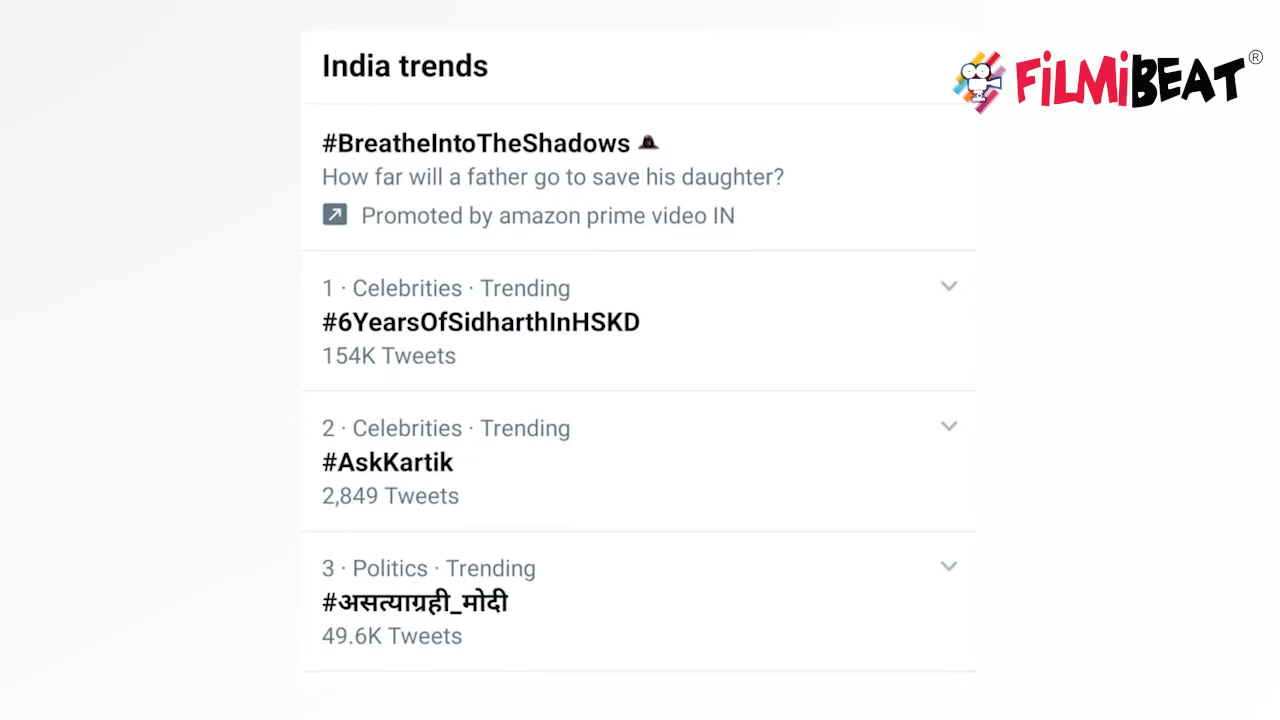 India trends
FiLMiBEAT®
#BreatheIntoTheShadows
How far will a father go to save his daughter?
Promoted by amazon prime video IN
1 · Celebrities · Trending
#6YearsOfSidharthInHSKD
154K Tweets
2 · Celebrities · Trending
#AskKartik
2,849 Tweets
3 · Politics · Trending
#असत्याग्रही_मोदी
49.6K Tweets